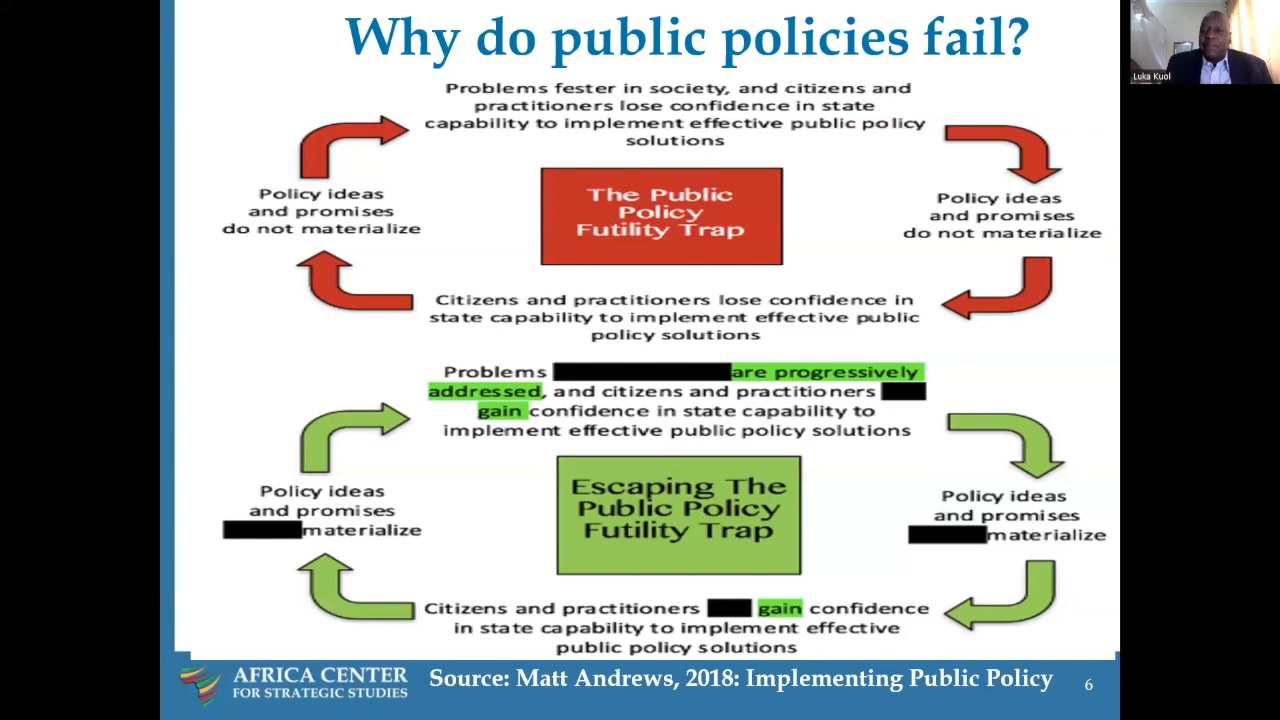 Why do public policies fail?
Luka Kuol
Problems fester in society, and citizens and
practitioners lose confidence in state
capability to implement effective public policy
solutions
Policy ideas
and promises
do not materialize
The Public
Policy
Futility Trap
Policy ideas
and promises
do not materialize
Citizens and practitioners lose confidence in
state capability to implement effective public
policy solutions
Problems are progressively
addressed, and citizens and practitioners
gain confidence in state capability to
implement effective public policy solutions
Policy ideas
and promises
materialize
Escaping The
Public Policy
Futility Trap
Policy ideas
and promises
materialize
Citizens and practitioners gain confidence
in state capability to implement effective
public policy solutions
AFRICA CENTER
FOR STRATEGIC STUDIES
Source: Matt Andrews, 2018: Implementing Public Policy
6